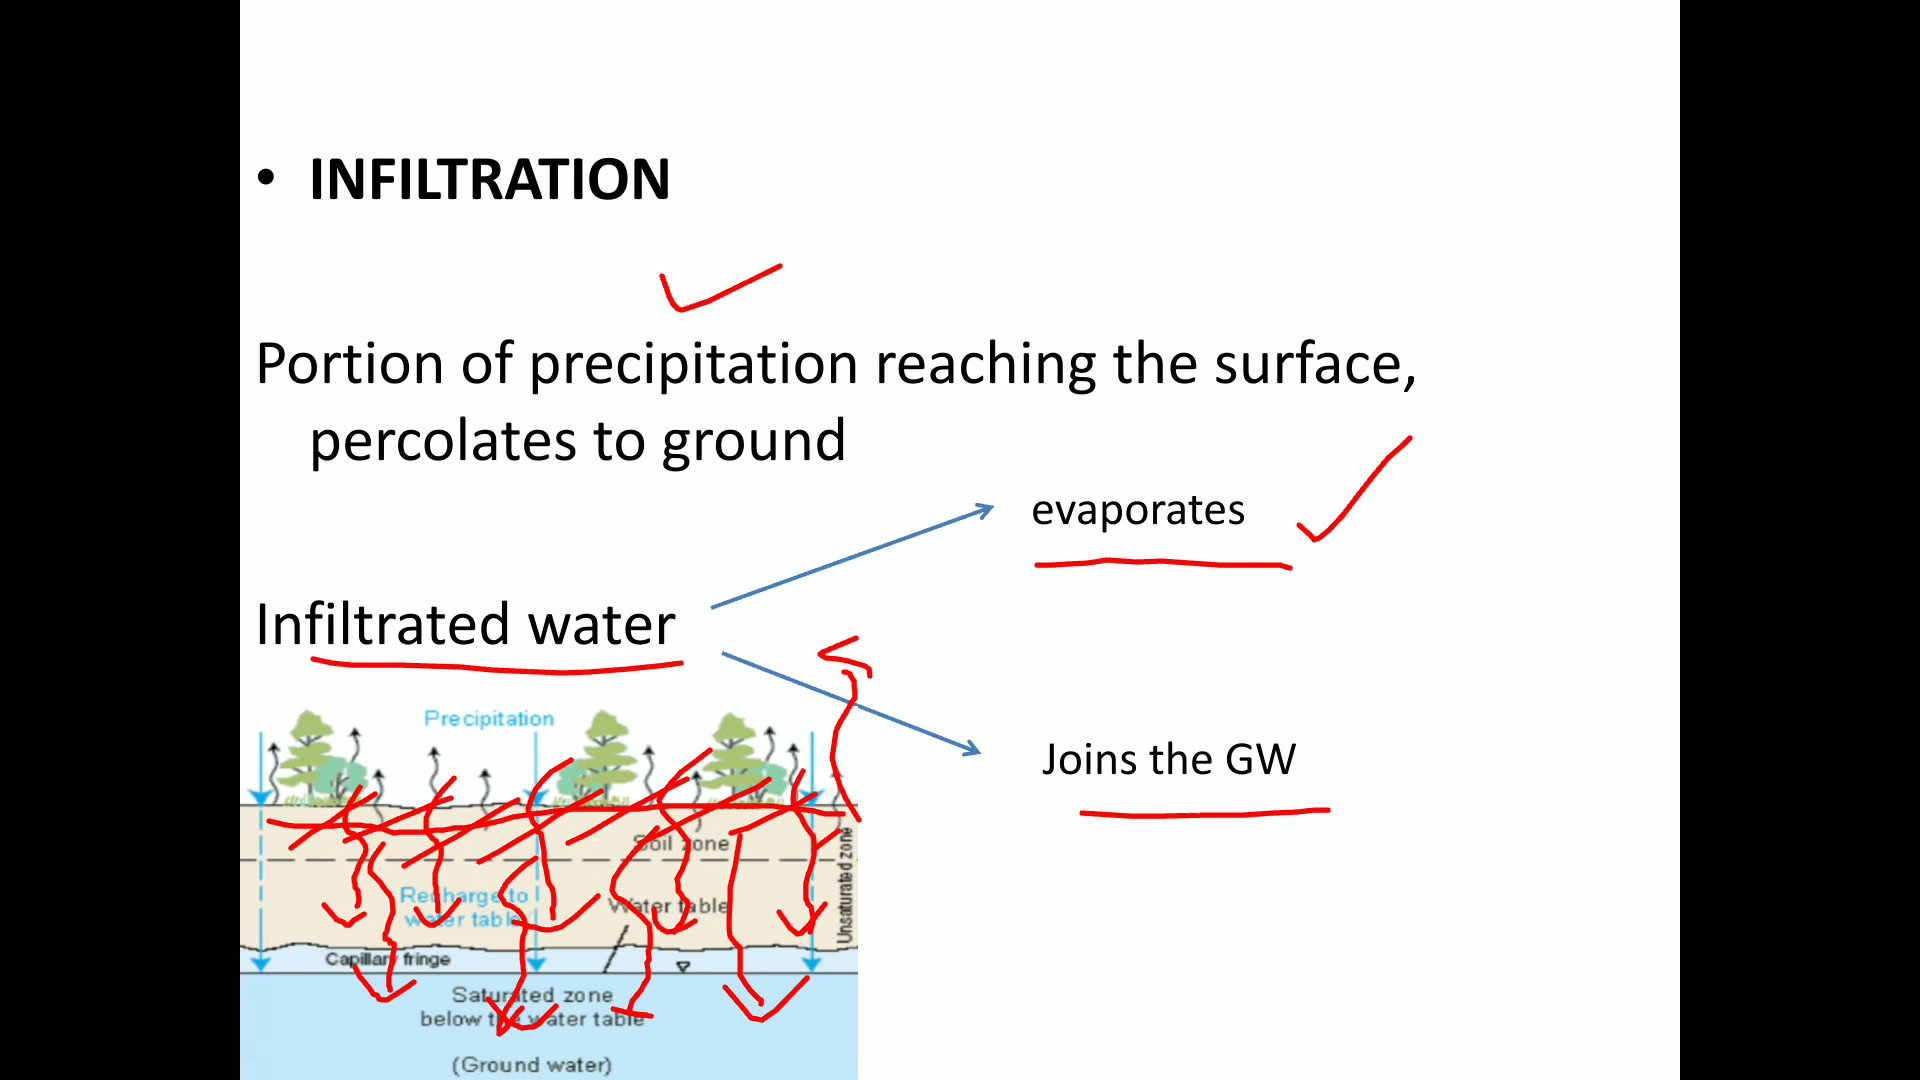 • INFILTRATION
Portion of precipitation reaching the surface,
percolates to ground
evaporates
Infiltrated water
Joins the GW
Precipitation
Soil zone
Unsaturated zone
Recharge to
water table
Water table
Capillary fringe
Saturated zone
below the water table
(Ground water)